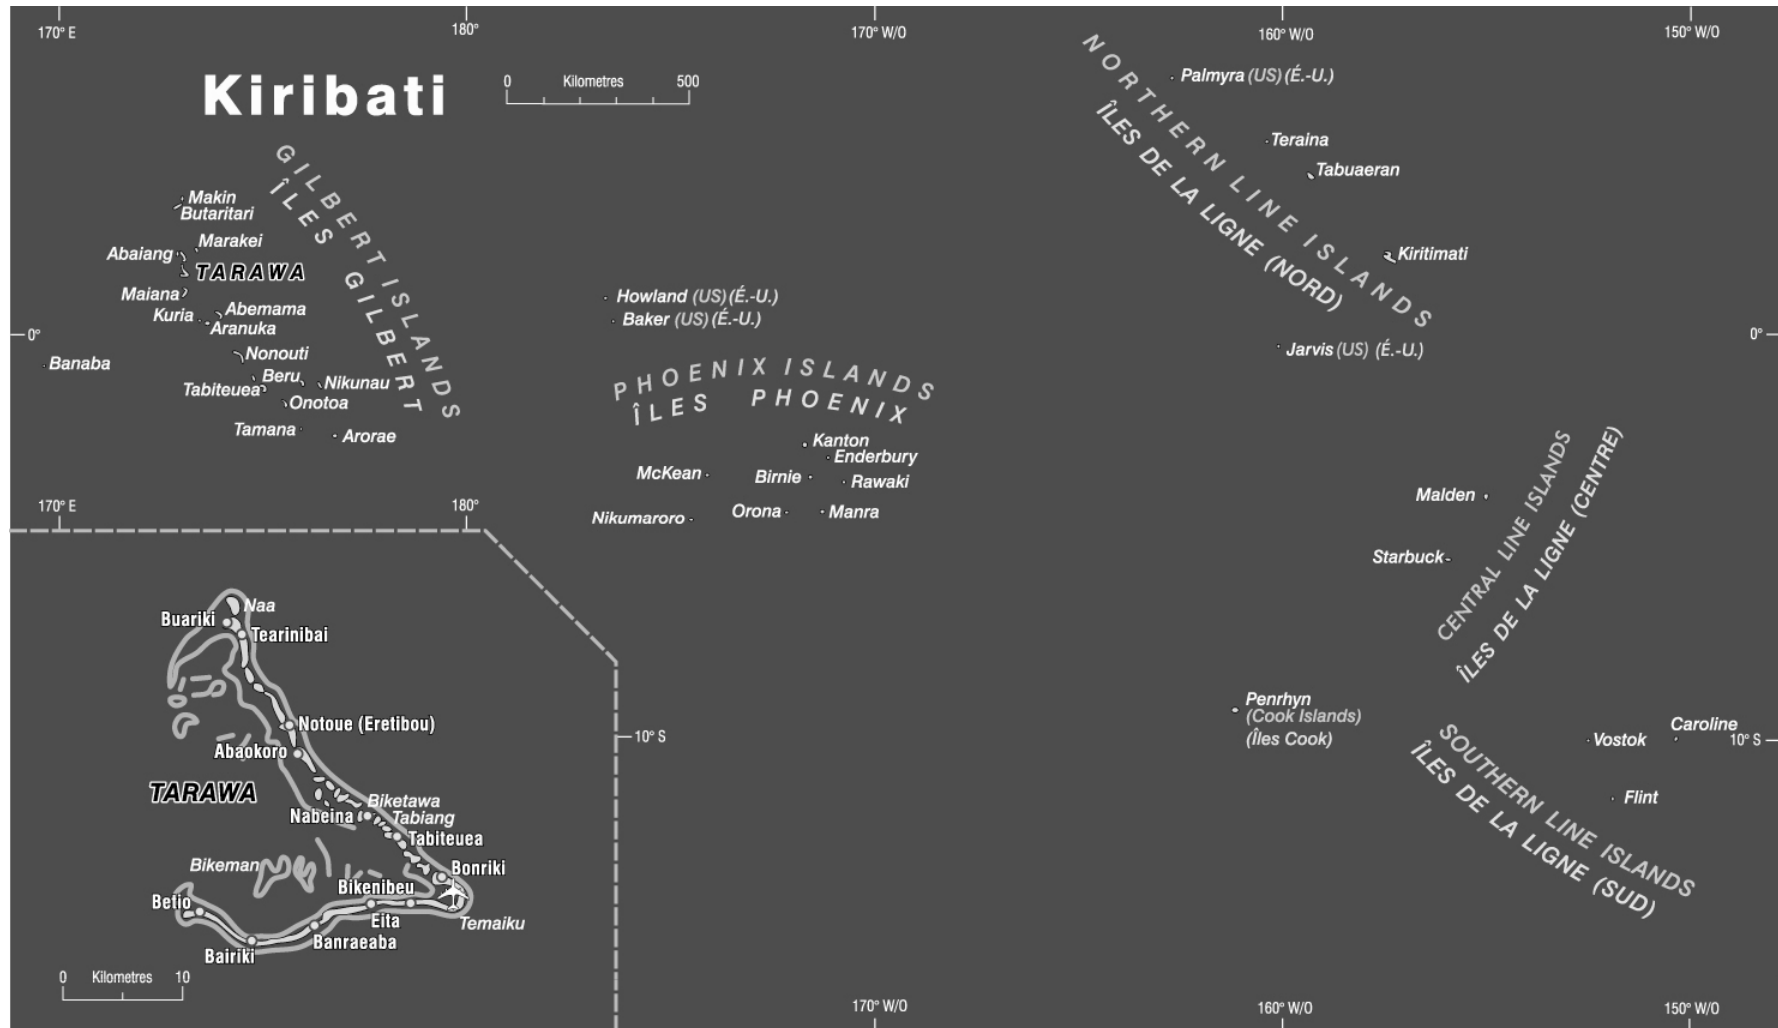 170° E
180°
170° W/O
160° W/O
150° W/O
Kiribati
0 Kilometres 500
NORTHERN LINE ISLANDS
ÎLES DE LA LIGNE (NORD)
Palmyra (US) (É.-U.)
Teraina
Tabuaeran
Kiritimati
GILBERT ISLANDS
ÎLES GILBERT
Makin
Butaritari
Marakei
Abaiang
TARAWA
Maiana
Abemama
Kuria
Aranuka
0°
Banaba
Nonouti
Beru
Nikunau
Tabiteuea
Onotoa
Tamana
Arorae
Howland (US) (É.-U.)
Baker (US) (É.-U.)
0°
Jarvis (US) (É.-U.)
PHOENIX ISLANDS
ÎLES PHOENIX
Kanton
Enderbury
McKean
Birnie
Rawaki
Nikumaroro
Orona
Manra
Malden
Starbuck
CENTRAL LINE ISLANDS
ÎLES DE LA LIGNE (CENTRE)
170° E
180°
Naa
Buariki
Tearinibai
Notoue (Eretibou)
Abaokoro
TARAWA
Biketawa
Nabeina
Tabiang
Tabiteuea
Bikeman
Bonriki
Bikenibeu
Betio
Eita
Temaiku
Banraeaba
Bairiki
0 Kilometres 10
10° S
Penrhyn
(Cook Islands)
(Îles Cook)
SOUTHERN LINE ISLANDS
ÎLES DE LA LIGNE (SUD)
Caroline
Vostok
10° S
Flint
170° W/O
160° W/O
150° W/O